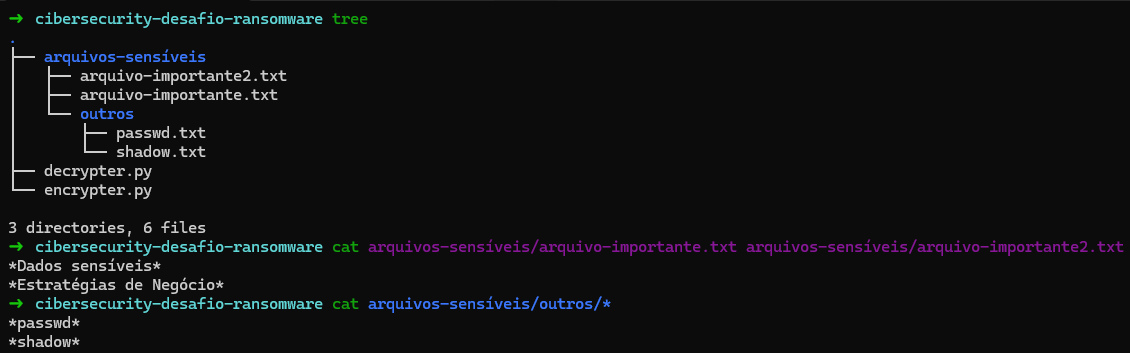 ➜ cibersecurity-desafio-ransomware tree
.
├── arquivos-sensíveis
│   ├── arquivo-importante2.txt
│   ├── arquivo-importante.txt
│   └── outros
│       ├── passwd.txt
│       └── shadow.txt
├── decrypter.py
└── encrypter.py
3 directories, 6 files
➜ cibersecurity-desafio-ransomware cat arquivos-sensíveis/arquivo-importante.txt arquivos-sensíveis/arquivo-importante2.txt
*Dados sensíveis*
*Estratégias de Negócio*
➜ cibersecurity-desafio-ransomware cat arquivos-sensíveis/outros/*
*passwd*
*shadow*